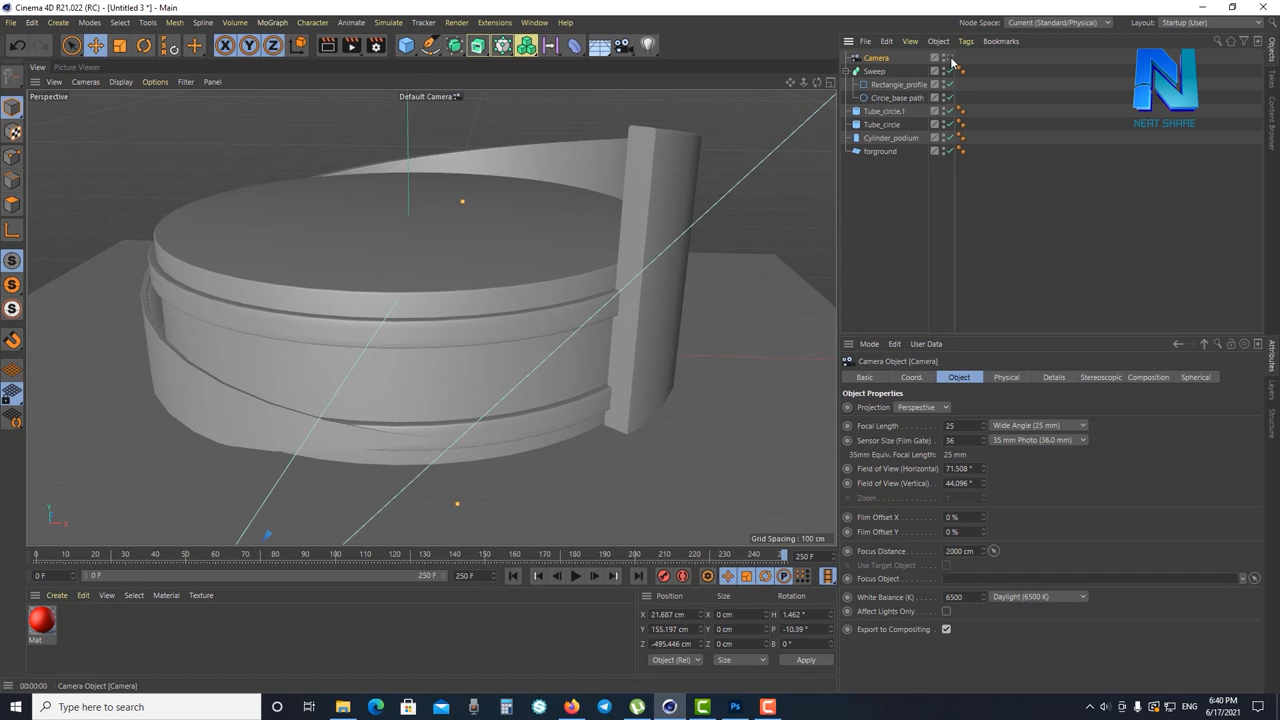 Cinema 4D R21.022 (RC) - [Untitled 3 *] - Main
File Edit Create Modes Select Tools Spline Mesh Volume MoGraph Character Animate Simulate Tracker Render Extensions Window Help
Node Space: Current (Standard/Physical) Layout: Startup (User)
File Edit View Object Tags Bookmarks
View Picture Viewer
View Cameras Display Options Filter Panel
Perspective
Default Camera
Camera
Sweep
Rectangle_profile
Circle_base path
Tube_circle.1
Tube_circle
Cylinder_podium
forground
N
NEAT SHARE
Objects
Takes
Content Browser
Attributes
Layers
Structure
Mode Edit User Data
Camera Object [Camera]
Basic Coord. Object Physical Details Stereoscopic Composition Spherical
Object Properties
Projection Perspective
Focal Length 25 Wide Angle (25 mm)
Sensor Size (Film Gate) 36 35 mm Photo (36.0 mm)
35mm Equiv. Focal Length: 25 mm
Field of View (Horizontal) 71.508 °
Field of View (Vertical) 44.096 °
Zoom
Film Offset X 0 %
Film Offset Y 0 %
Focus Distance 2000 cm
Use Target Object
Focus Object
White Balance (K) 6500 Daylight (6500 K)
Affect Lights Only
Export to Compositing
Y
X
Grid Spacing : 100 cm
0 10 20 30 40 50 60 70 80 90 100 110 120 130 140 150 160 170 180 190 200 210 220 230 240 250 F
0 F 0 F 250 F 250 F
Create Edit View Select Material Texture
Mat
Position Size Rotation
X 21.687 cm X 0 cm H 1.462 °
Y 155.197 cm Y 0 cm P -10.39 °
Z -495.446 cm Z 0 cm B 0 °
Object (Rel) Size Apply
00:00:00 Camera Object [Camera]
Type here to search
ENG
6:40 PM
6/17/2021